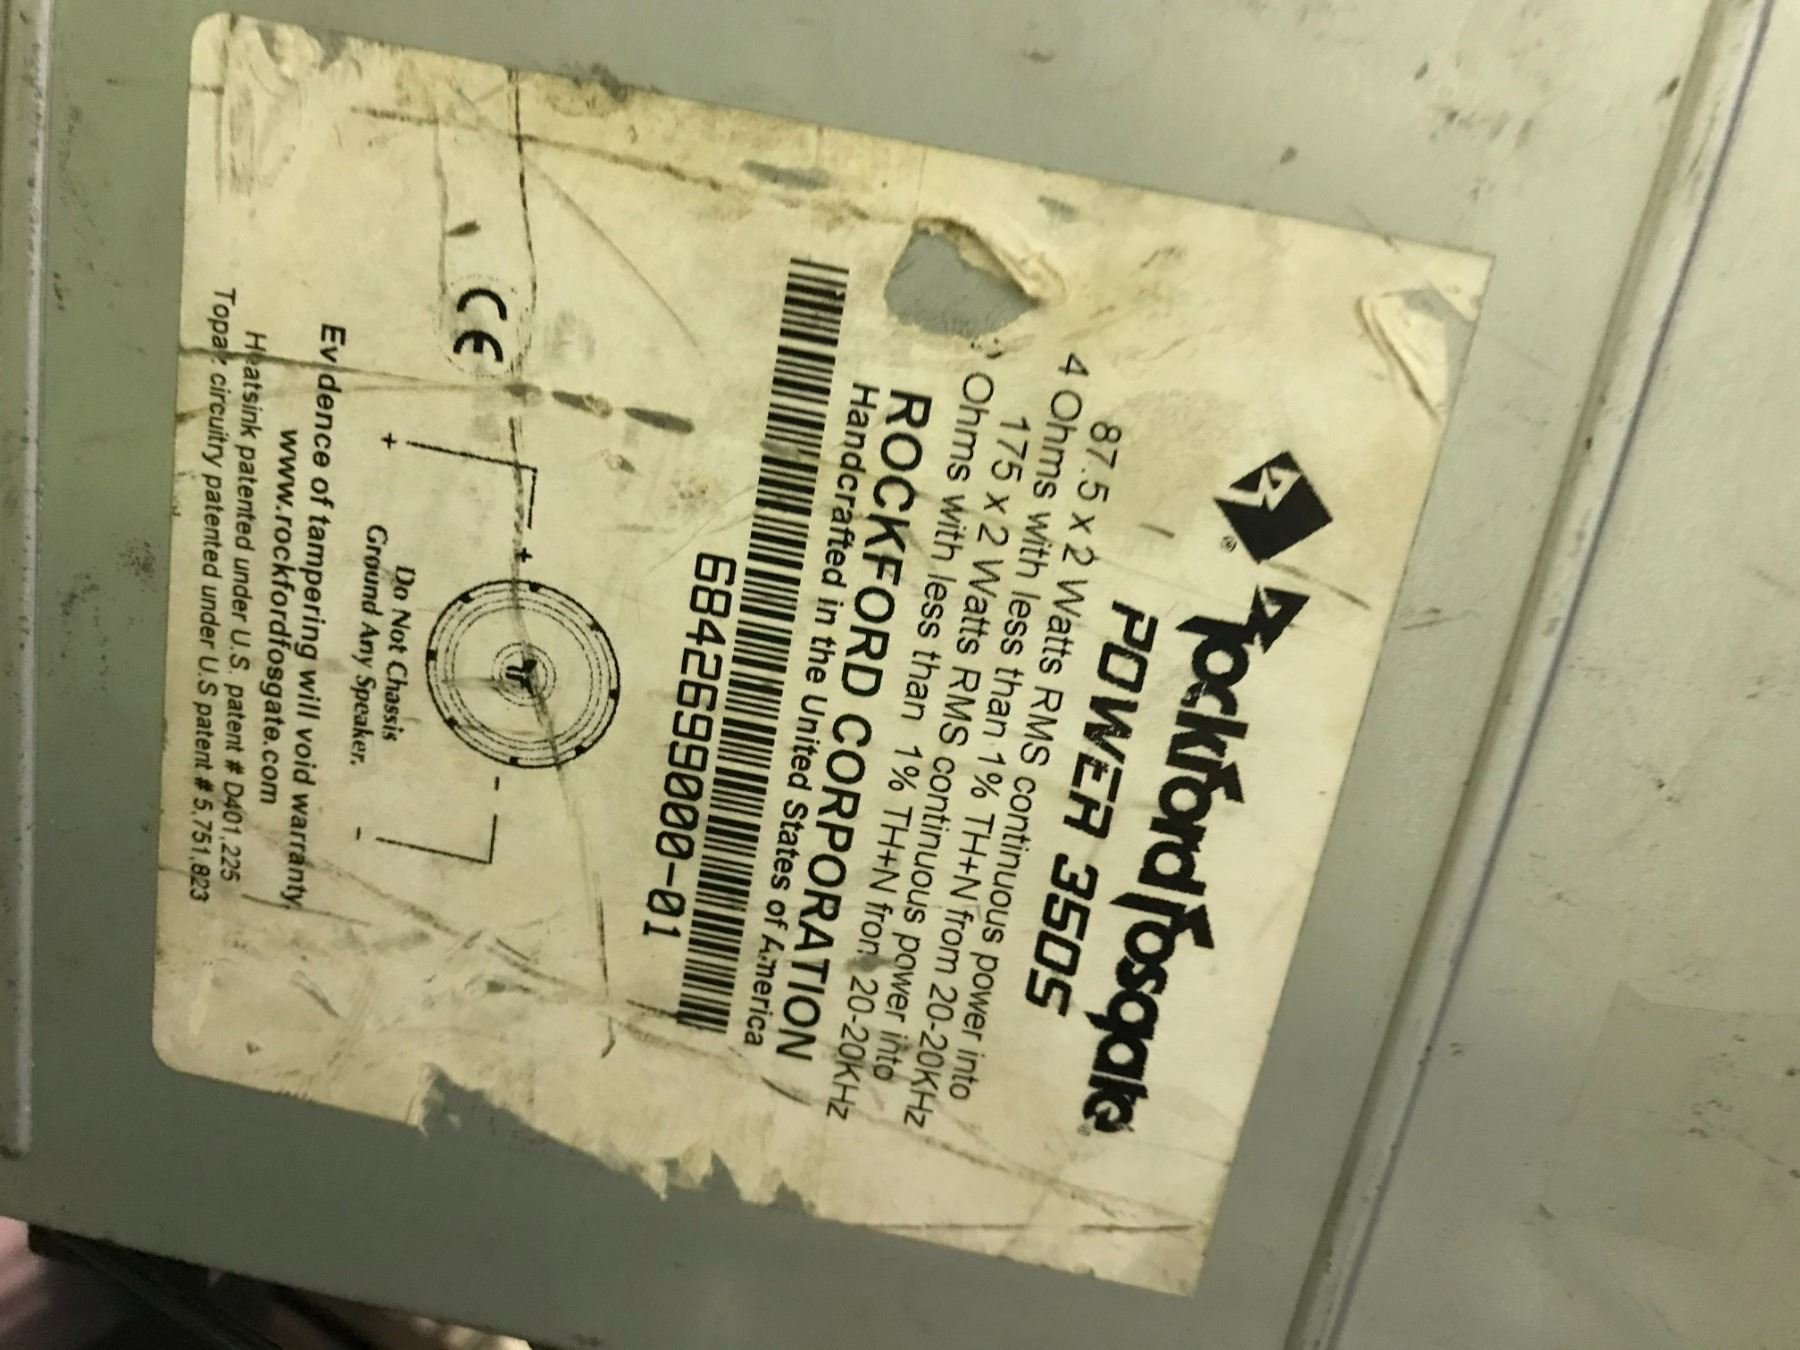 rockford fosgate
POWER 350S
87.5 x 2 Watts RMS continuous power into
4 Ohms with less than 1% TH+N from 20-20KHz
175 x 2 Watts RMS continuous power into
Ohms with less than 1% TH+N from 20-20KHz
ROCKFORD CORPORATION
Handcrafted in the United States of America
6842699000-01
CE
+ + - -
Do Not Chassis
Ground Any Speaker.
Evidence of tampering will void warranty.
www.rockfordfosgate.com
Heatsink patented under U.S. patent # D401,225
Topaz circuitry patented under U.S patent # 5,751,823